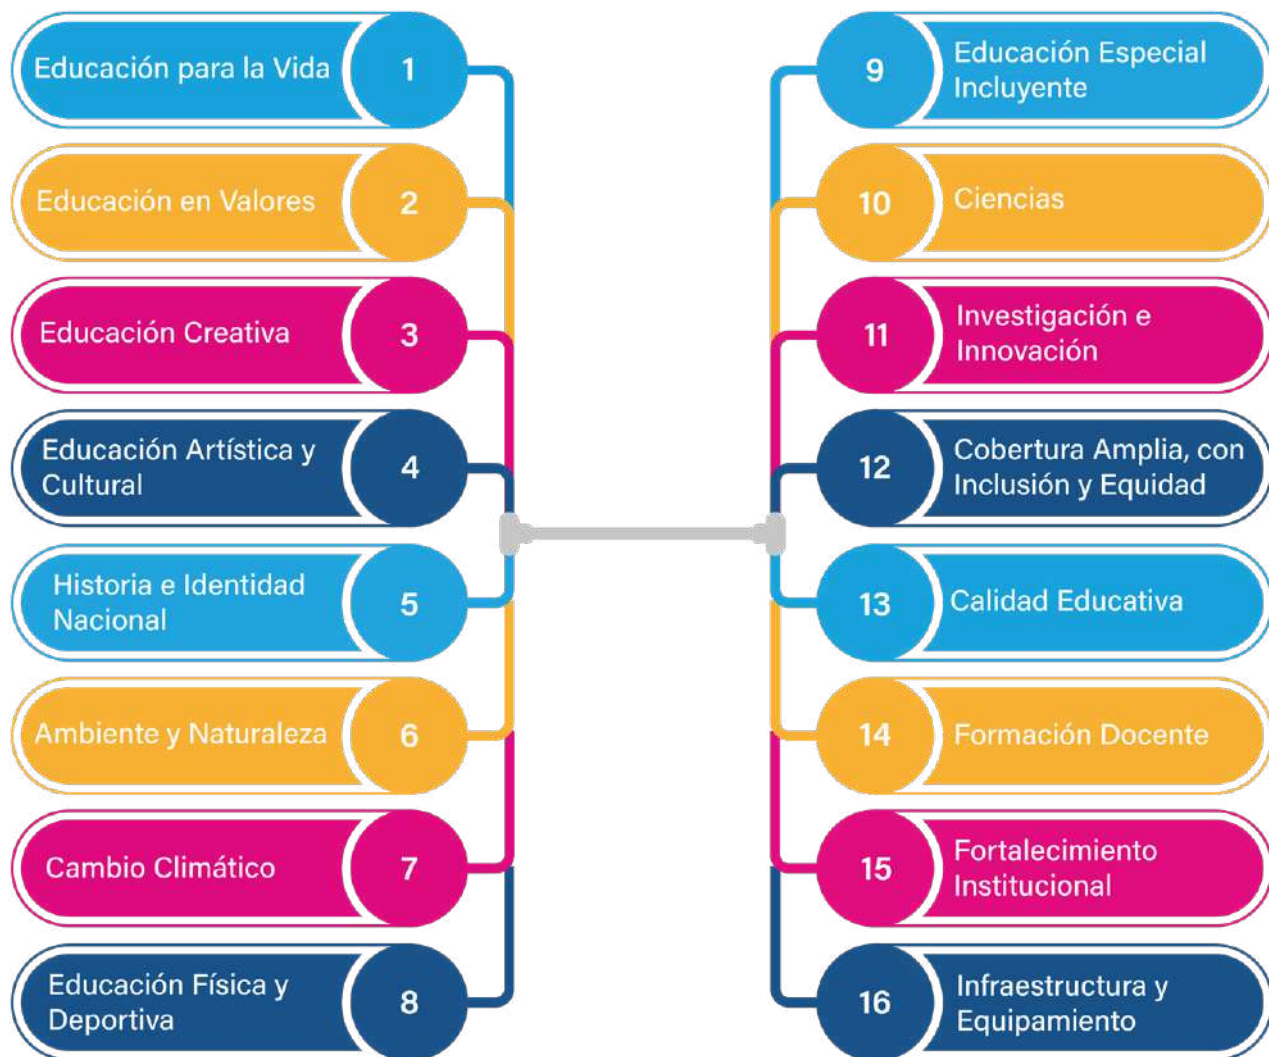 Educación para la Vida
1
Educación en Valores
2
Educación Creativa
3
Educación Artística y
Cultural
4
Historia e Identidad
Nacional
5
Ambiente y Naturaleza
6
Cambio Climático
7
Educación Física y
Deportiva
8
9
Educación Especial
Incluyente
10
Ciencias
11
Investigación e
Innovación
12
Cobertura Amplia, con
Inclusión y Equidad
13
Calidad Educativa
14
Formación Docente
15
Fortalecimiento
Institucional
16
Infraestructura y
Equipamiento